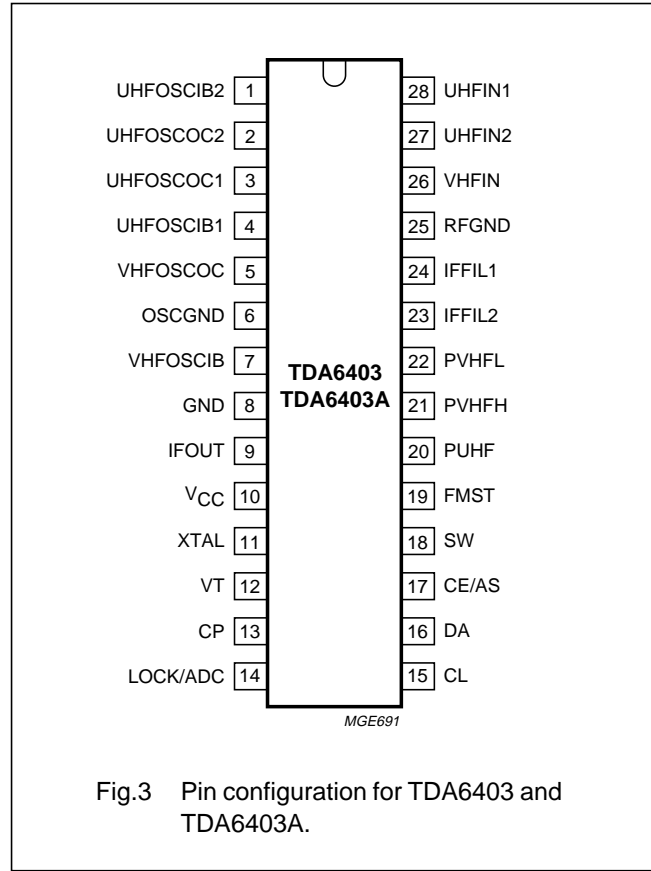 UHFOSCIB2 1
UHFOSCOC2 2
UHFOSCOC1 3
UHFOSCIB1 4
VHFOSCOC 5
OSCGND 6
VHFOSCIB 7
GND 8
IFOUT 9
VCC 10
XTAL 11
VT 12
CP 13
LOCK/ADC 14
TDA6403
TDA6403A
28 UHFIN1
27 UHFIN2
26 VHFIN
25 RFGND
24 IFFIL1
23 IFFIL2
22 PVHFL
21 PVHFH
20 PUHF
19 FMST
18 SW
17 CE/AS
16 DA
15 CL
MGE691
Fig.3 Pin configuration for TDA6403 and
TDA6403A.